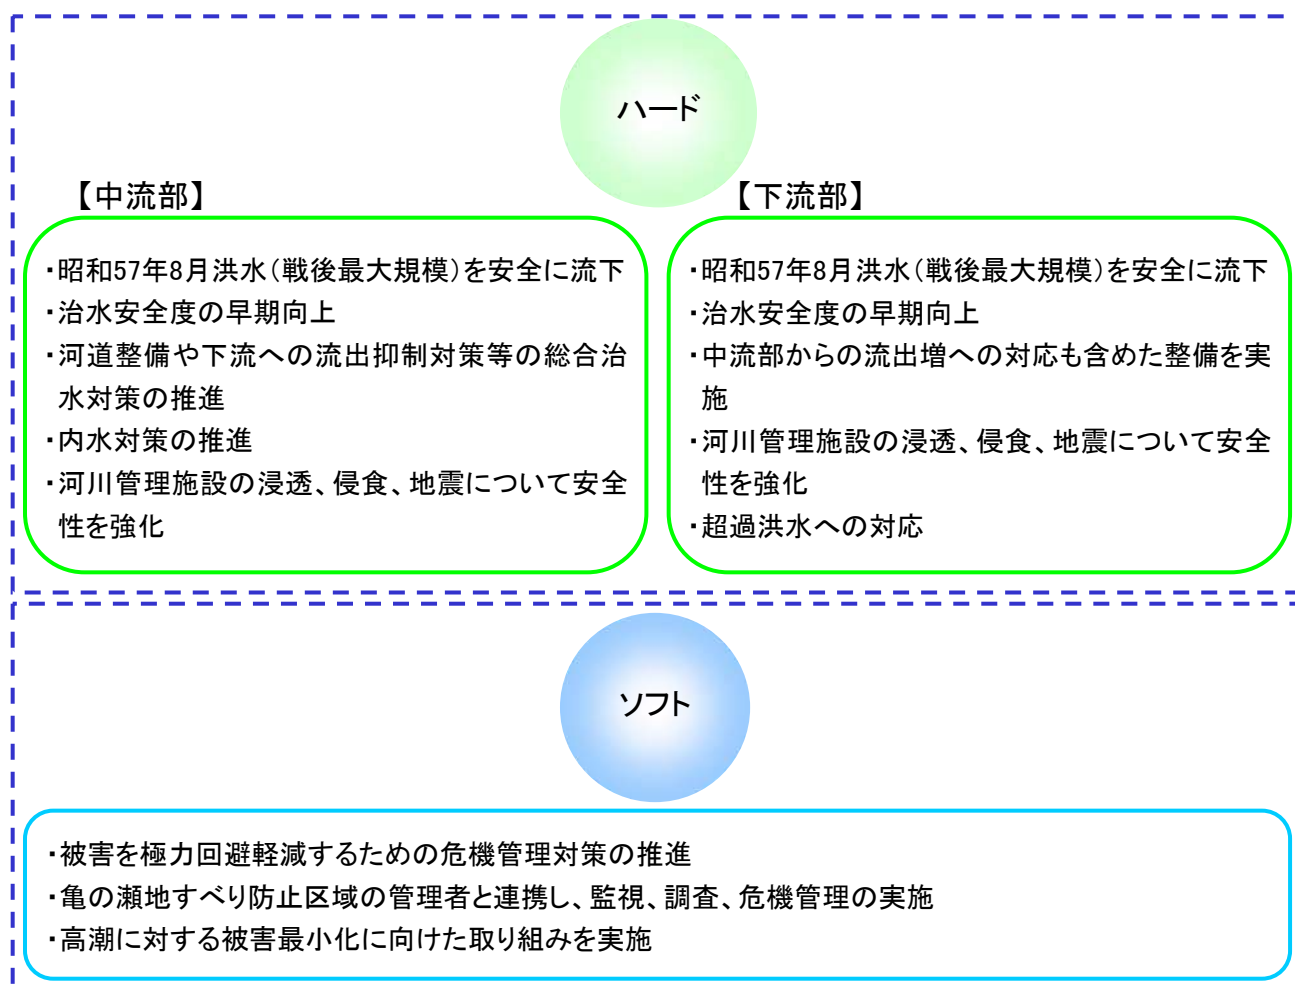 ハード
【中流部】
・昭和57年8月洪水（戦後最大規模）を安全に流下
・治水安全度の早期向上
・河道整備や下流への流出抑制対策等の総合治
水対策の推進
・内水対策の推進
・河川管理施設の浸透、侵食、地震について安全
性を強化
【下流部】
・昭和57年8月洪水（戦後最大規模）を安全に流下
・治水安全度の早期向上
・中流部からの流出増への対応も含めた整備を実
施
・河川管理施設の浸透、侵食、地震について安全
性を強化
・超過洪水への対応
ソフト
・被害を極力回避軽減するための危機管理対策の推進
・亀の瀬地すべり防止区域の管理者と連携し、監視、調査、危機管理の実施
・高潮に対する被害最小化に向けた取り組みを実施